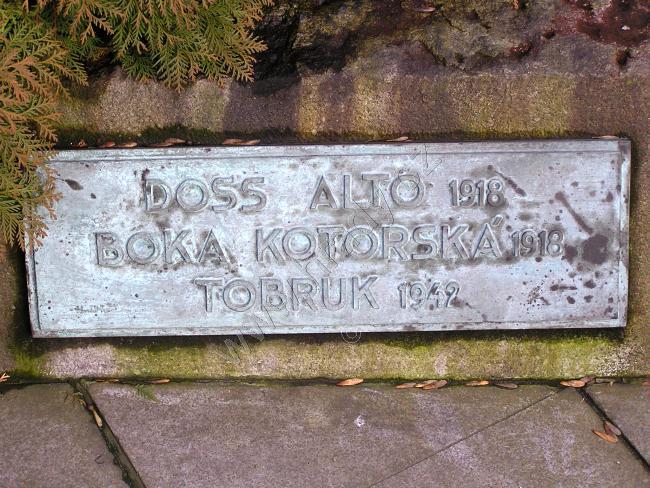 DOSS ALTO 1918
BOKA KOTORSKÁ 1918
TOBRUK 1942